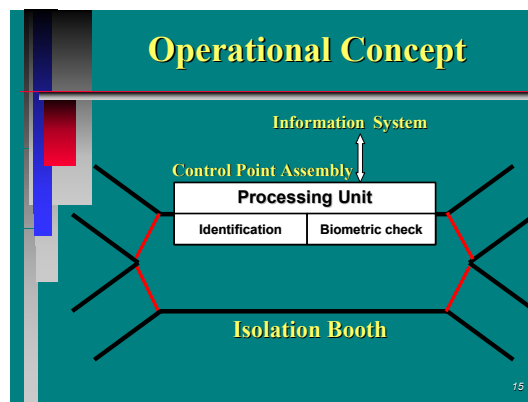 Operational Concept
Information System
Control Point Assembly
Processing Unit
Identification Biometric check
Isolation Booth
15